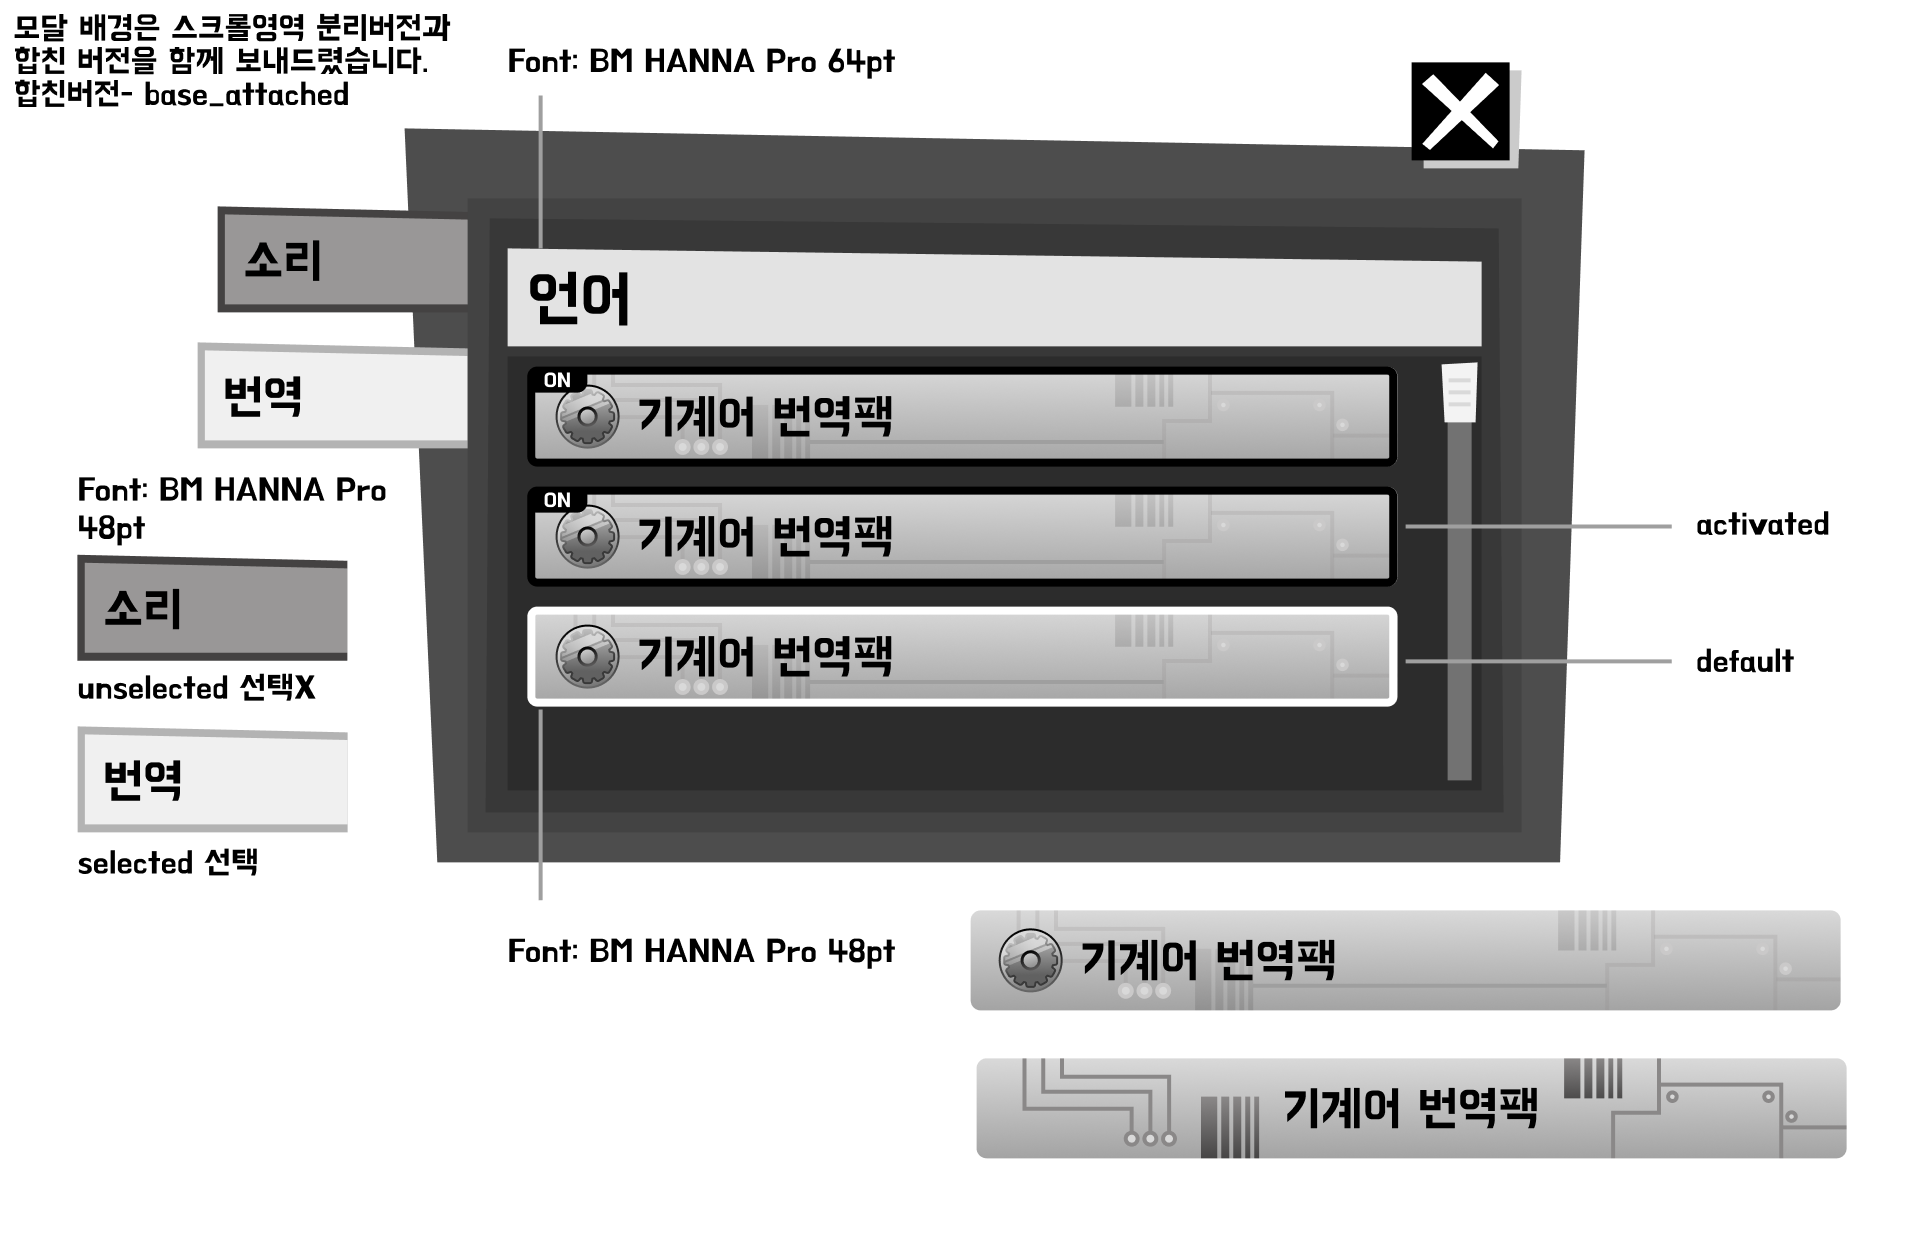 모달 배경은 스크롤영역 분리버전과
합친 버전을 함께 보내드렸습니다.
합친버전- base_attached
Font: BM HANNA Pro 64pt
소리
번역
언어
ON
기계어 번역팩
ON
기계어 번역팩
기계어 번역팩
activated
default
Font: BM HANNA Pro
48pt
소리
unselected 선택X
번역
selected 선택
Font: BM HANNA Pro 48pt
기계어 번역팩
기계어 번역팩